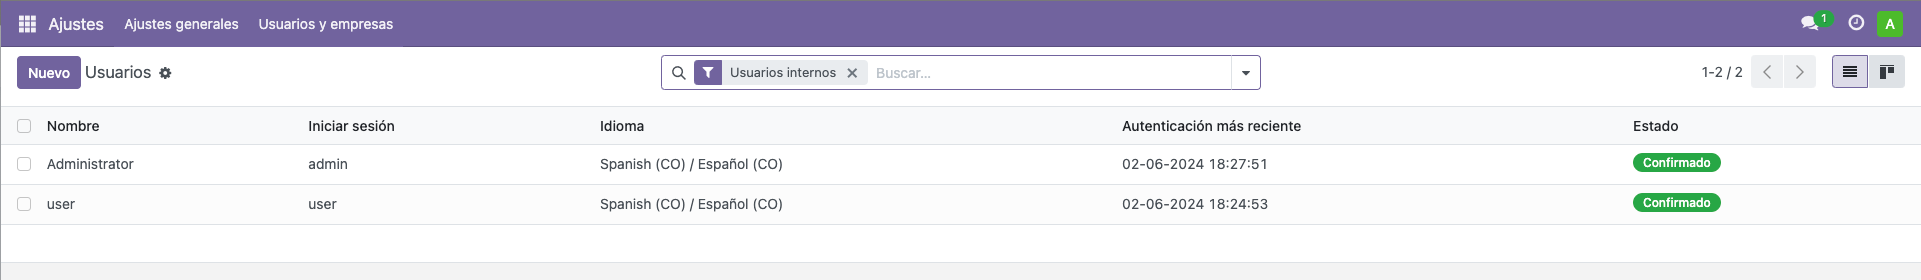 Ajustes Ajustes generales Usuarios y empresas 1 A
Nuevo Usuarios Usuarios internos Buscar... 1-2 / 2
Nombre Iniciar sesión Idioma Autenticación más reciente Estado
Administrator admin Spanish (CO) / Español (CO) 02-06-2024 18:27:51 Confirmado
user user Spanish (CO) / Español (CO) 02-06-2024 18:24:53 Confirmado